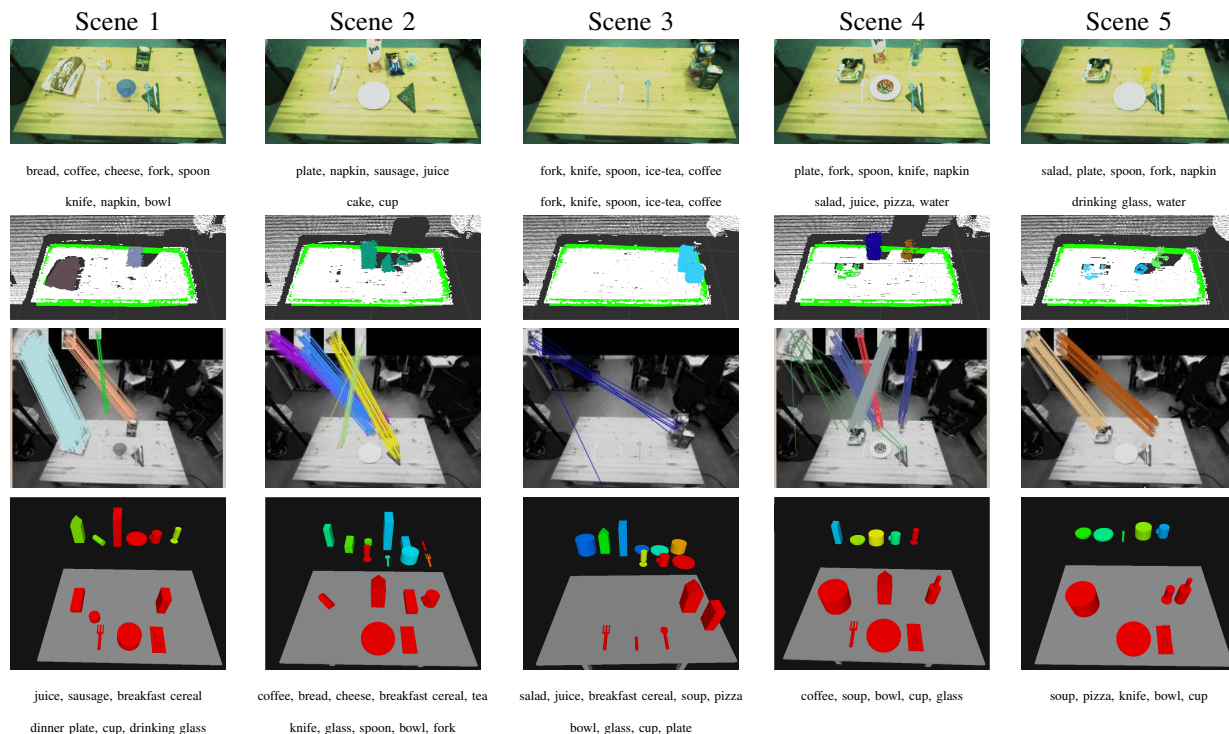 Scene 1
Scene 2
Scene 3
Scene 4
Scene 5
bread, coffee, cheese, fork, spoon
knife, napkin, bowl
plate, napkin, sausage, juice
cake, cup
fork, knife, spoon, ice-tea, coffee
fork, knife, spoon, ice-tea, coffee
plate, fork, spoon, knife, napkin
salad, juice, pizza, water
salad, plate, spoon, fork, napkin
drinking glass, water
juice, sausage, breakfast cereal
dinner plate, cup, drinking glass
coffee, bread, cheese, breakfast cereal, tea
knife, glass, spoon, bowl, fork
salad, juice, breakfast cereal, soup, pizza
bowl, glass, cup, plate
coffee, soup, bowl, cup, glass
soup, pizza, knife, bowl, cup